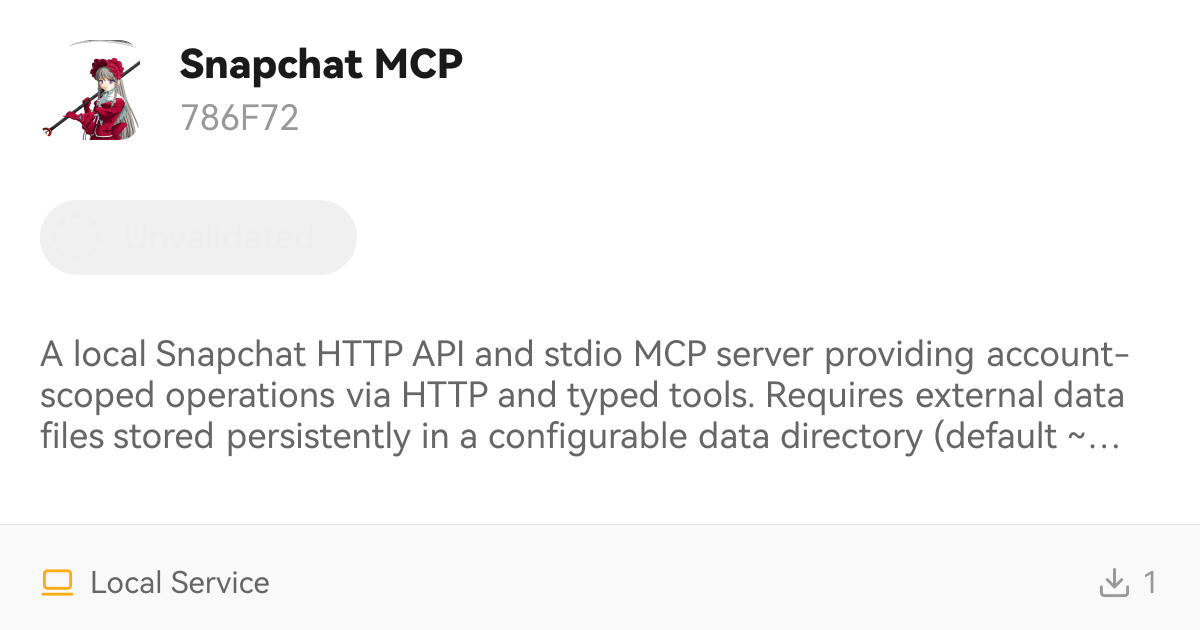 Snapchat MCP
786F72
Unvalidated
A local Snapchat HTTP API and stdio MCP server providing account-
scoped operations via HTTP and typed tools. Requires external data
files stored persistently in a configurable data directory (default ~…
Local Service
1